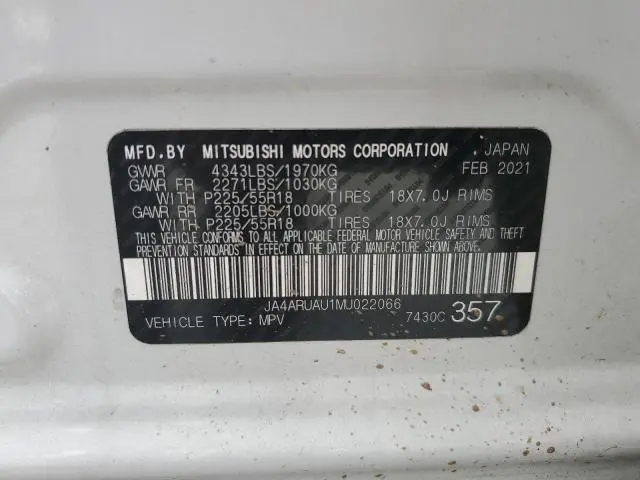 MFD.BY MITSUBISHI MOTORS CORPORATION JAPAN
GVWR 4343LBS/1970KG FEB 2021
GAWR FR 2271LBS/1030KG
WITH P225/55R18 TIRES 18X7.0J RIMS
GAWR RR 2205LBS/1000KG
WITH P225/55R18 TIRES 18X7.0J RIMS
THIS VEHICLE CONFORMS TO ALL APPLICABLE FEDERAL MOTOR VEHICLE SAFETY AND THEFT
PREVENTION STANDARDS IN EFFECT ON THE DATE OF MANUFACTURE SHOWN ABOVE.
JA4ARUAU1MU022066
VEHICLE TYPE: MPV 7430C 357